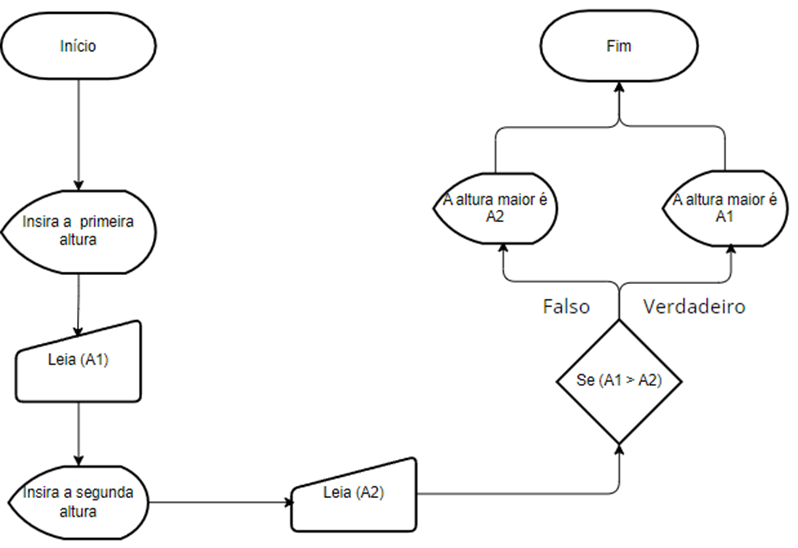 Início
Insira a primeira
altura
Leia (A1)
Insira a segunda
altura
Leia (A2)
Se (A1 > A2)
Falso
Verdadeiro
A altura maior é
A2
A altura maior é
A1
Fim